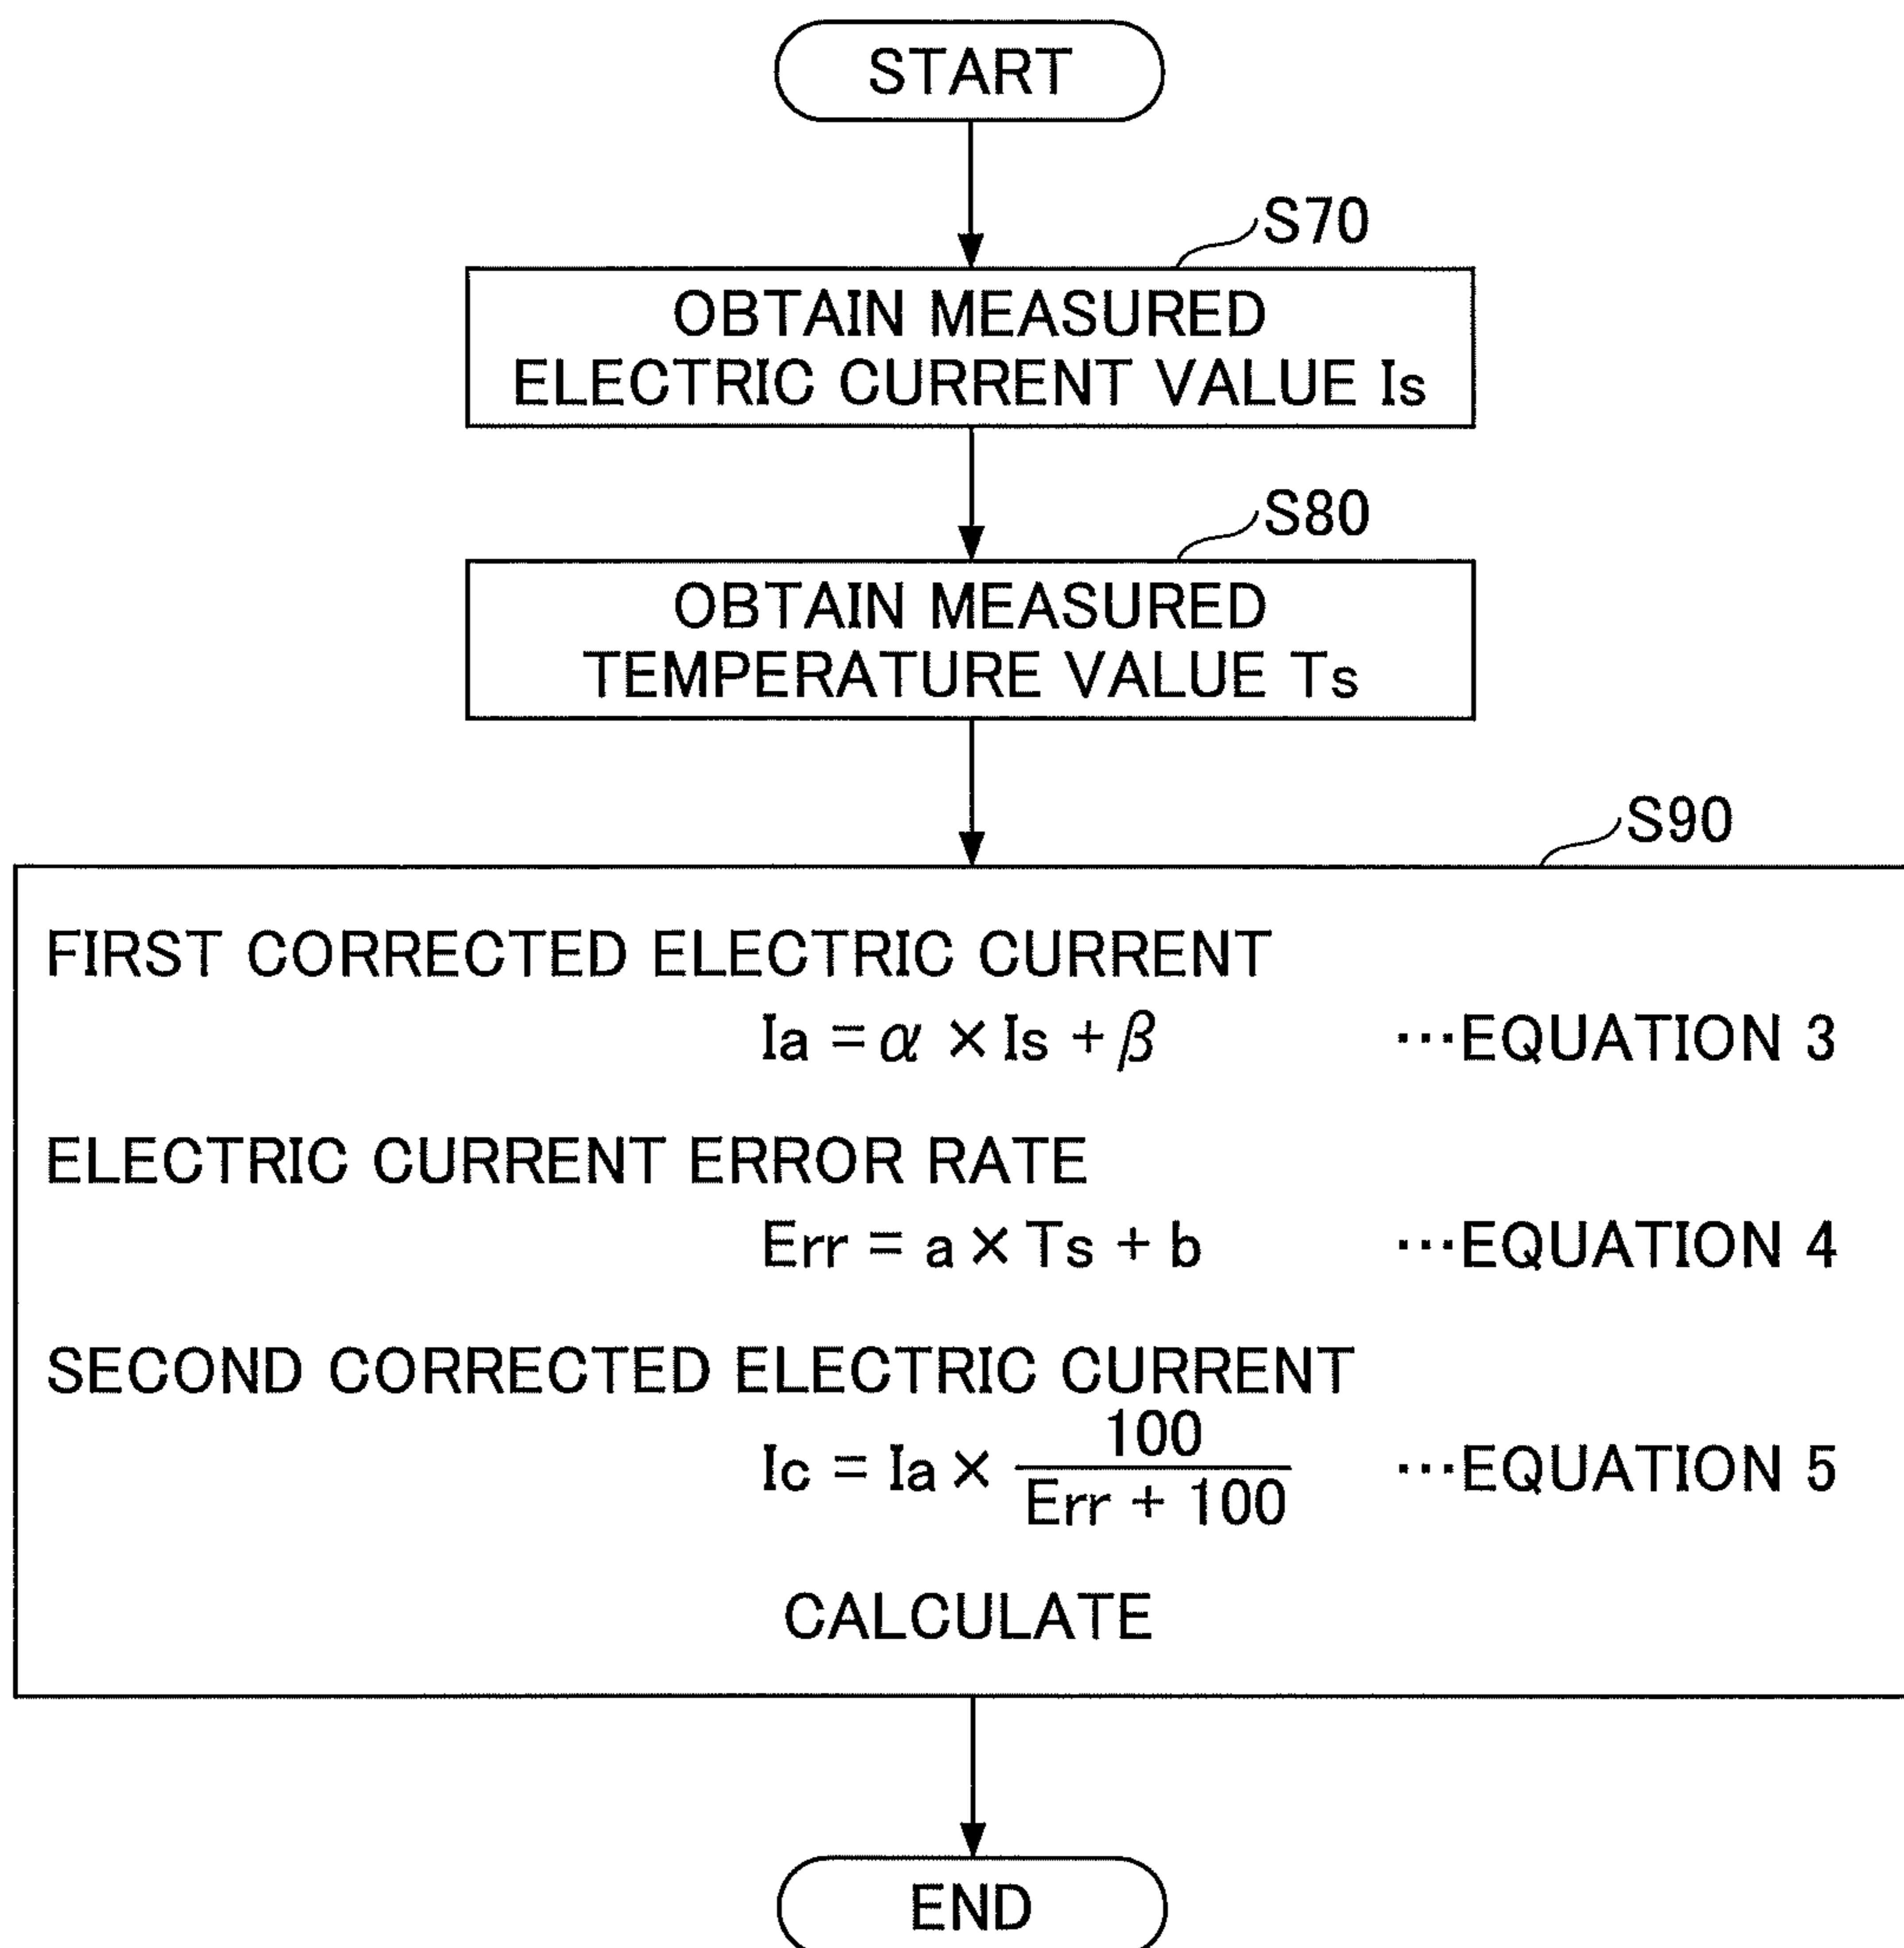 START
S70
OBTAIN MEASURED
ELECTRIC CURRENT VALUE Is
S80
OBTAIN MEASURED
TEMPERATURE VALUE Ts
S90
FIRST CORRECTED ELECTRIC CURRENT
Ia = α × Is + β ···EQUATION 3
ELECTRIC CURRENT ERROR RATE
Err = a × Ts + b ···EQUATION 4
SECOND CORRECTED ELECTRIC CURRENT
Ic = Ia × 100 / Err + 100 ···EQUATION 5
CALCULATE
END